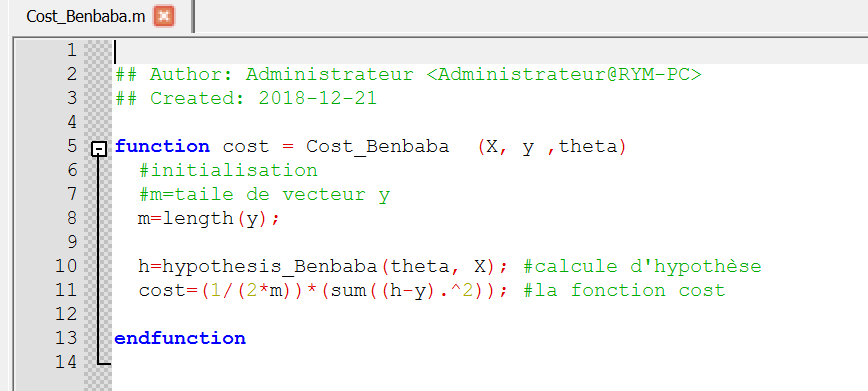 Cost_Benbaba.m
1
2 ## Author: Administrateur <Administrateur@RYM-PC>
3 ## Created: 2018-12-21
4
5 function cost = Cost_Benbaba  (X, y ,theta)
6   #initialisation
7   #m=taile de vecteur y
8   m=length(y);
9
10   h=hypothesis_Benbaba(theta, X); #calcule d'hypothèse
11   cost=(1/(2*m))*(sum((h-y).^2)); #la fonction cost
12
13 endfunction
14